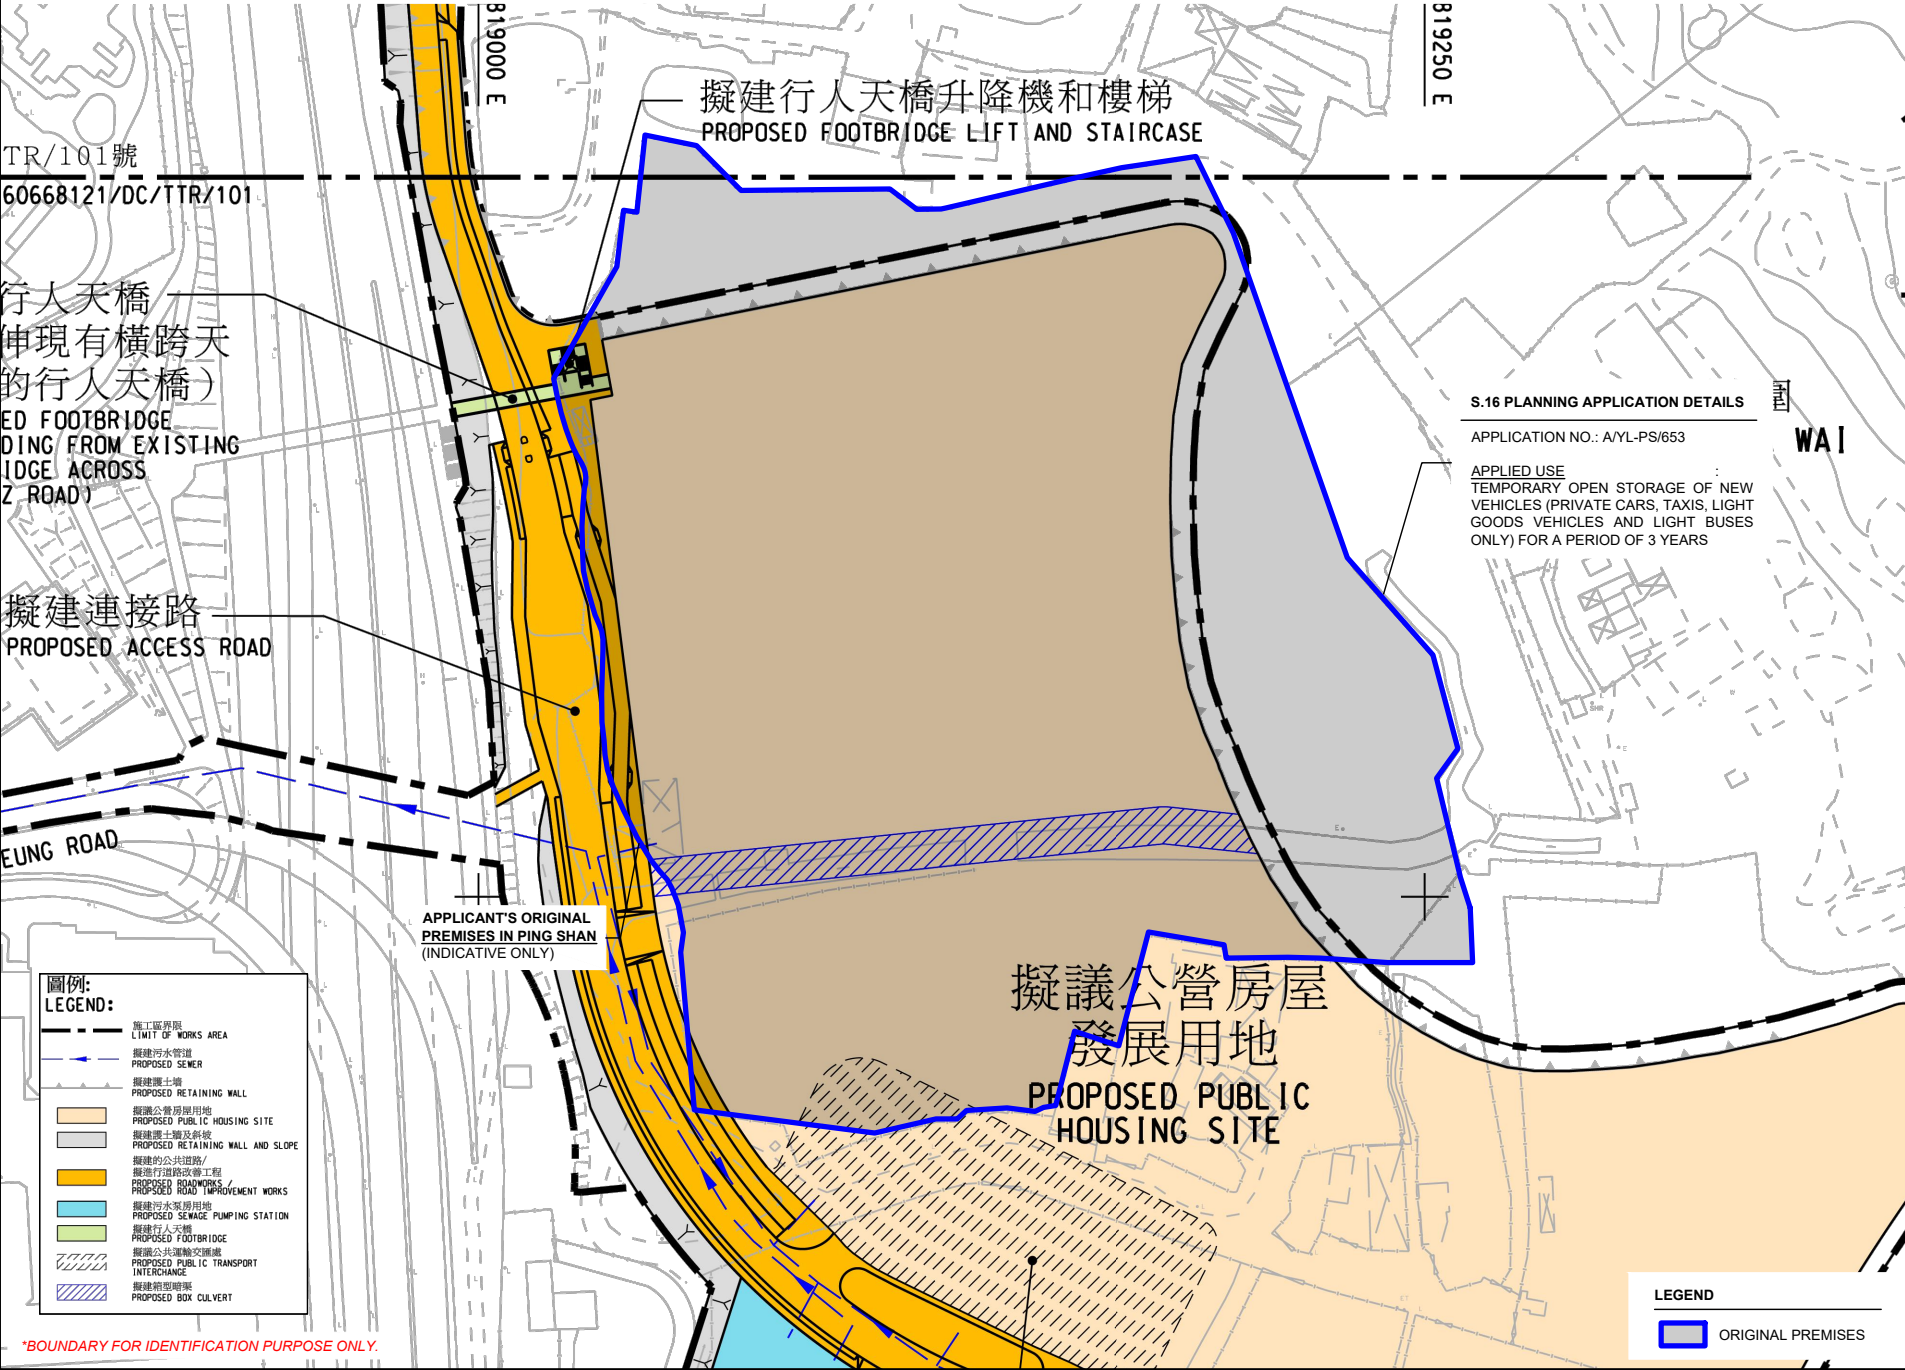 819000 E
819250 E
擬建行人天橋升降機和樓梯
PROPOSED FOOTBRIDGE LIFT AND STAIRCASE
TR/101號
60668121/DC/TTR/101
行人天橋
伸現有橫跨天
的行人天橋)
ED FOOTBRIDGE
DING FROM EXISTING
IDGE ACROSS
Z ROAD)
S.16 PLANNING APPLICATION DETAILS
APPLICATION NO.: A/YL-PS/653
APPLIED USE :
TEMPORARY OPEN STORAGE OF NEW
VEHICLES (PRIVATE CARS, TAXIS, LIGHT
GOODS VEHICLES AND LIGHT BUSES
ONLY) FOR A PERIOD OF 3 YEARS
WAI
擬建連接路
PROPOSED ACCESS ROAD
EUNG ROAD
APPLICANT'S ORIGINAL
PREMISES IN PING SHAN
(INDICATIVE ONLY)
擬議公營房屋
發展用地
PROPOSED PUBLIC
HOUSING SITE
圖例:
LEGEND:
施工區界限
LIMIT OF WORKS AREA
擬建污水管道
PROPOSED SEWER
擬建護土墻
PROPOSED RETAINING WALL
擬議公營房屋用地
PROPOSED PUBLIC HOUSING SITE
擬建護土牆及斜坡
PROPOSED RETAINING WALL AND SLOPE
擬建的公共道路/
擬進行道路改善工程
PROPOSED ROADWORKS /
PROPSOED ROAD IMPROVEMENT WORKS
擬建污水泵房用地
PROPOSED SEWAGE PUMPING STATION
擬建行人天橋
PROPOSED FOOTBRIDGE
擬議公共運輸交匯處
PROPOSED PUBLIC TRANSPORT
INTERCHANGE
擬建箱型暗渠
PROPOSED BOX CULVERT
*BOUNDARY FOR IDENTIFICATION PURPOSE ONLY.
LEGEND
ORIGINAL PREMISES